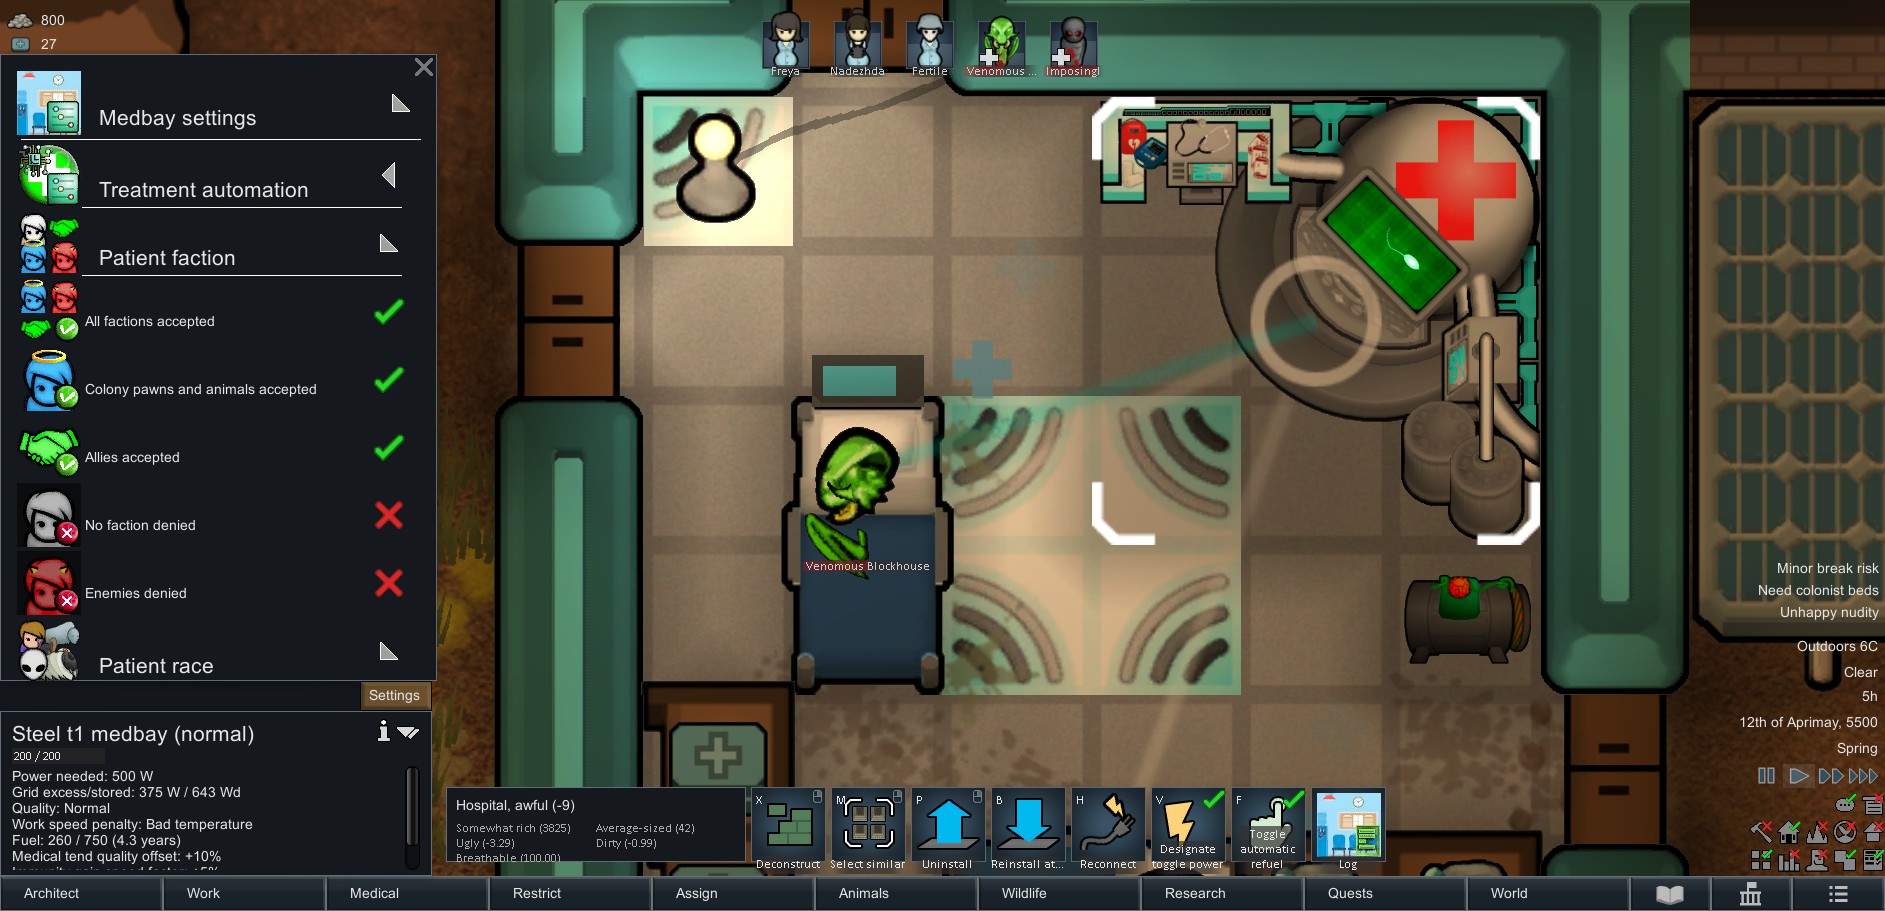 800
27
Freya
Nadezhda
Fertile
Venomous ...
Imposingl
Medbay settings
Treatment automation
Patient faction
All factions accepted
Colony pawns and animals accepted
Allies accepted
No faction denied
Enemies denied
Patient race
Settings
Venomous Blockhouse
Minor break risk
Need colonist beds
Unhappy nudity
Outdoors 6C
Clear
5h
12th of Aprimay, 5500
Spring
Steel t1 medbay (normal)
200 / 200
Power needed: 500 W
Grid excess/stored: 375 W / 643 Wd
Quality: Normal
Work speed penalty: Bad temperature
Fuel: 260 / 750 (4.3 years)
Medical tend quality offset: +10%
Hospital, awful (-9)
Somewhat rich (3825)
Average-sized (42)
Ugly (-3.29)
Dirty (-0.99)
Breathable (100.00)
X
Deconstruct
M
Select similar
P
Uninstall
B
Reinstall at...
H
Reconnect
V
Designate
toggle power
F
Toggle
automatic
refuel
Log
Architect
Work
Medical
Restrict
Assign
Animals
Wildlife
Research
Quests
World